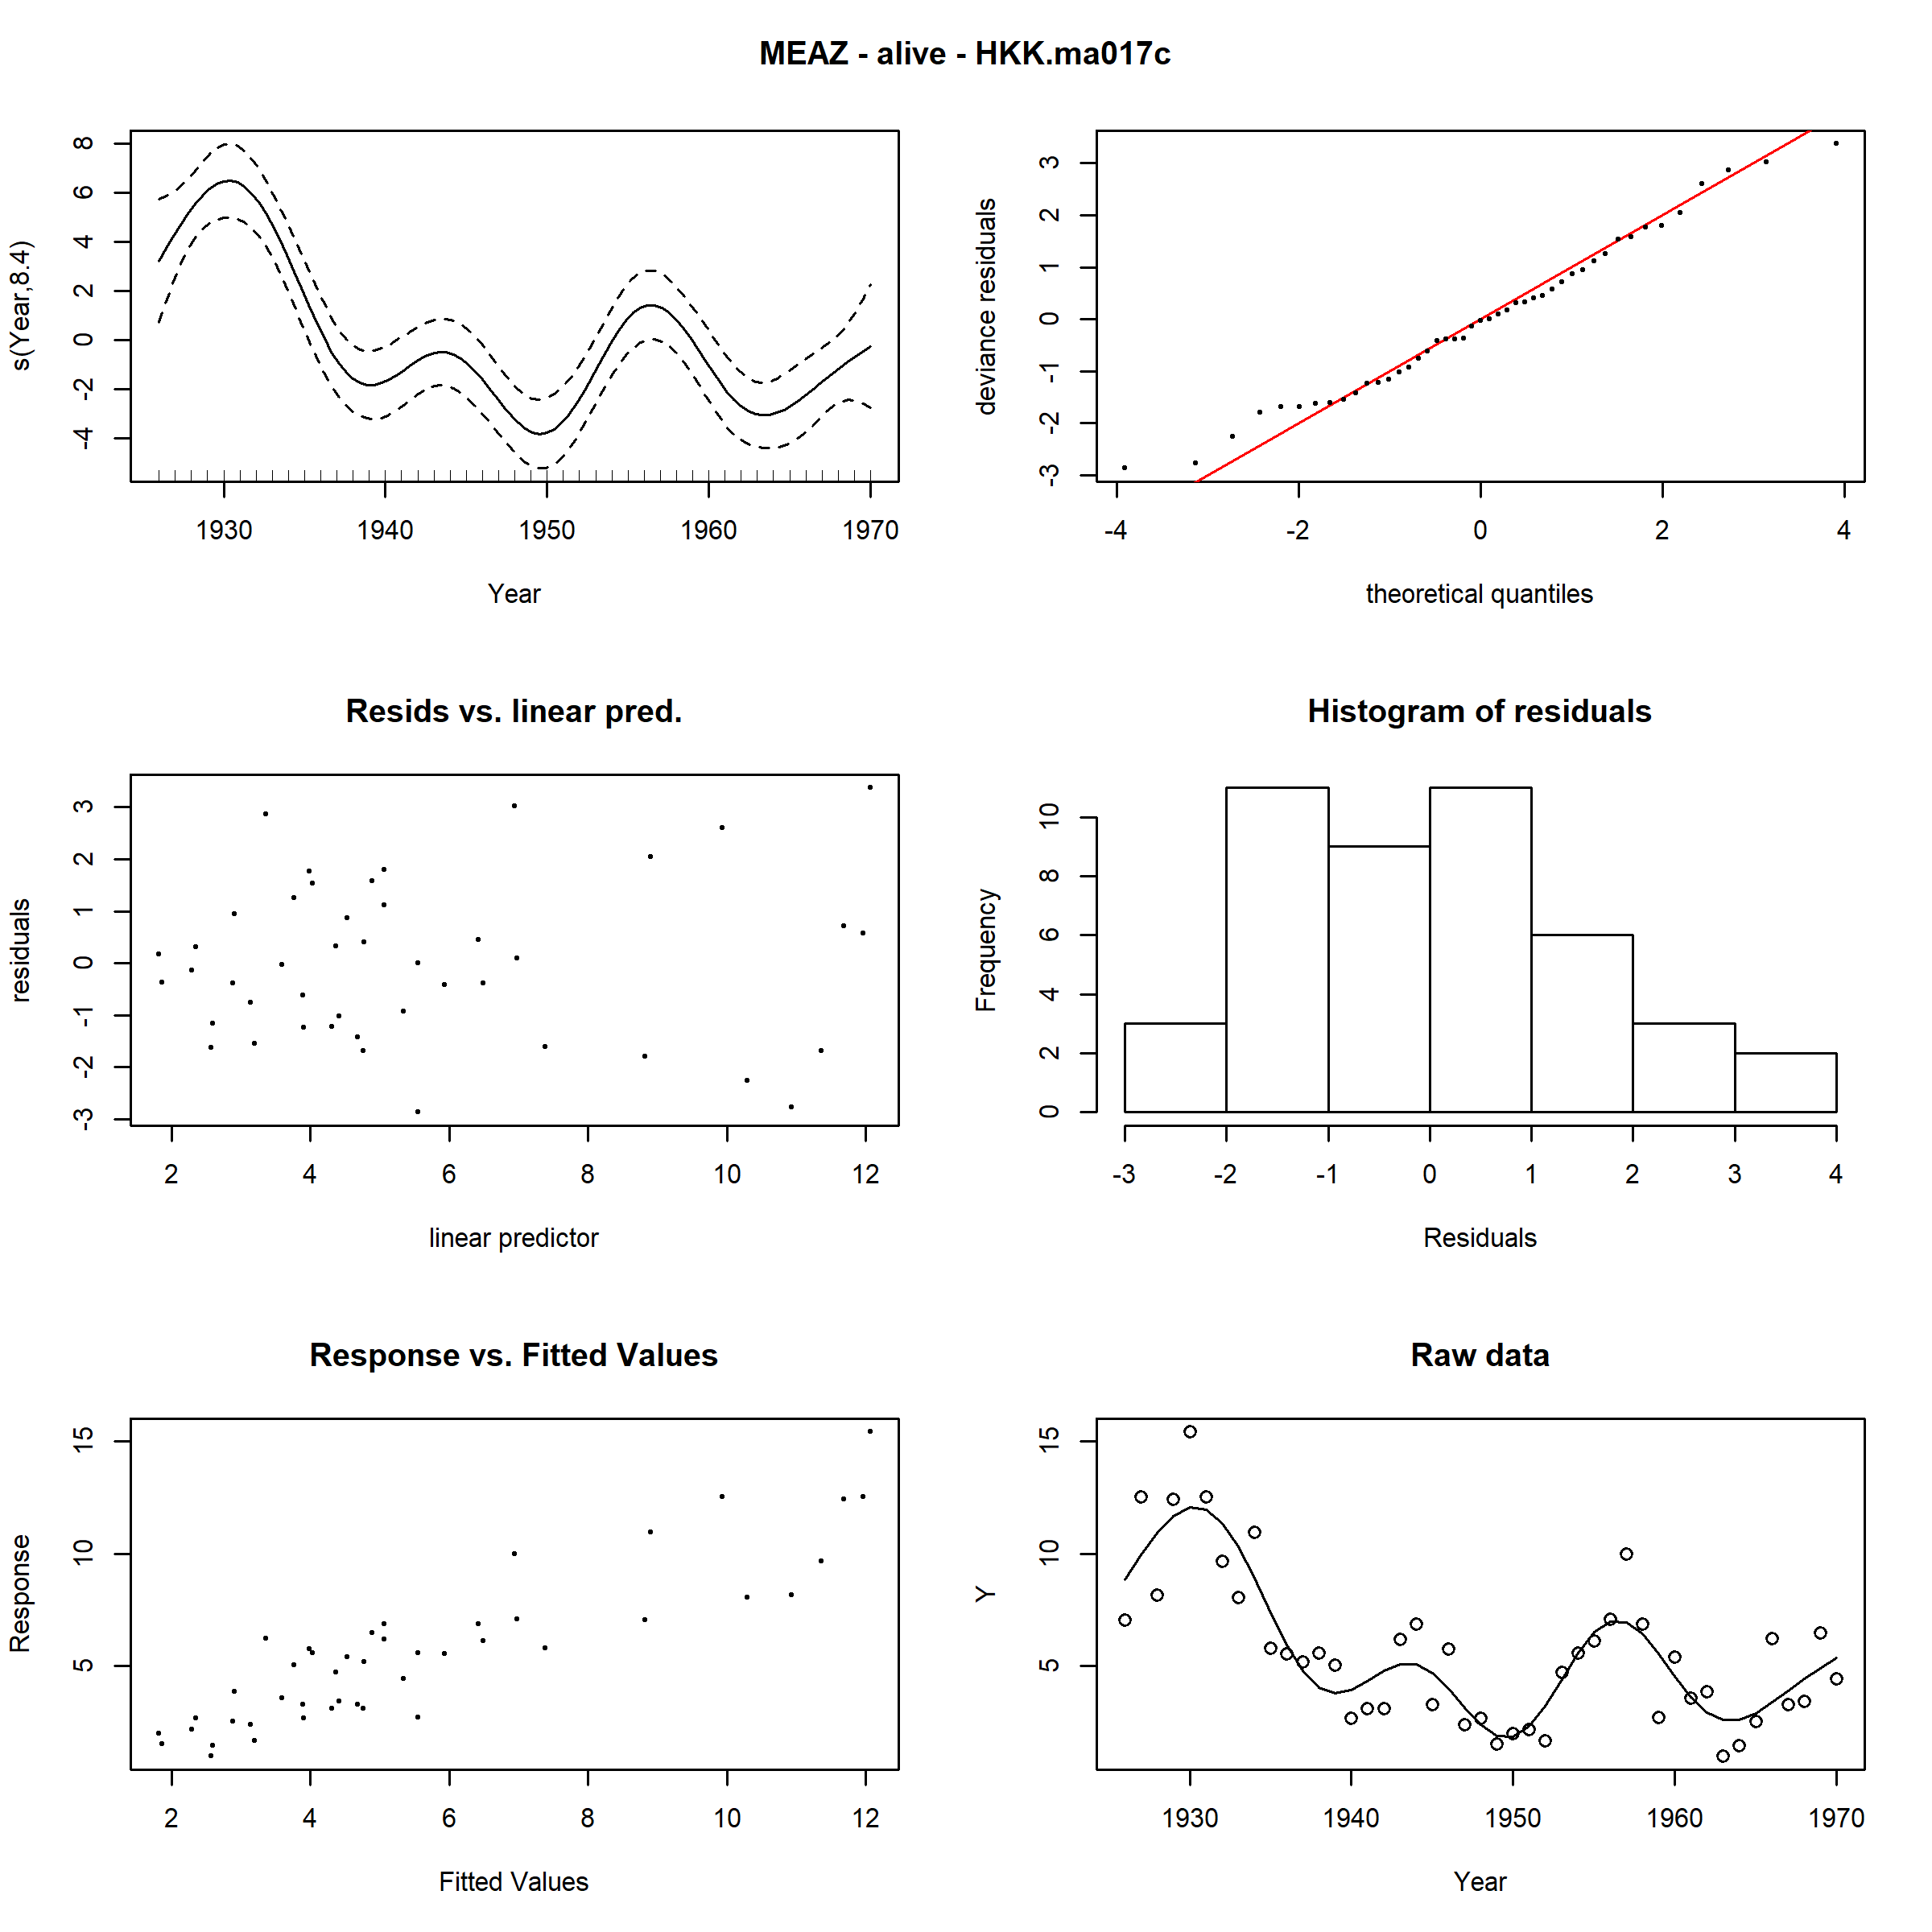 MEAZ - alive - HKK.ma017c
s(Year,8.4)
8
6
4
2
0
-2
-4
1930 1940 1950 1960 1970
Year
deviance residuals
3
2
1
0
-1
-2
-3
-4 -2 0 2 4
theoretical quantiles
Resids vs. linear pred.
residuals
3
2
1
0
-1
-2
-3
2 4 6 8 10 12
linear predictor
Histogram of residuals
Frequency
10
8
6
4
2
0
-3 -2 -1 0 1 2 3 4
Residuals
Response vs. Fitted Values
Response
15
10
5
2 4 6 8 10 12
Fitted Values
Raw data
Y
15
10
5
1930 1940 1950 1960 1970
Year